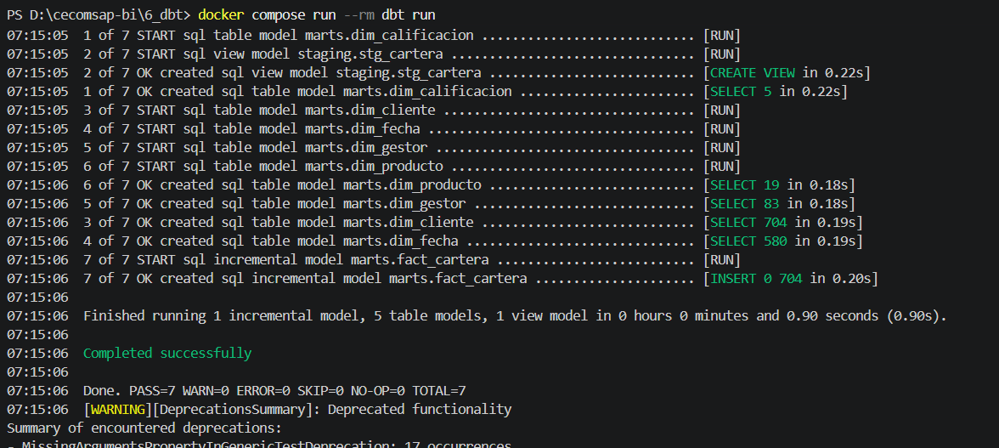 PS D:\cecomsap-bi\6_dbt> docker compose run --rm dbt run
07:15:05  1 of 7 START sql table model marts.dim_calificacion ............................ [RUN]
07:15:05  2 of 7 START sql view model staging.stg_cartera ................................ [RUN]
07:15:05  2 of 7 OK created sql view model staging.stg_cartera ........................... [CREATE VIEW in 0.22s]
07:15:05  1 of 7 OK created sql table model marts.dim_calificacion ....................... [SELECT 5 in 0.22s]
07:15:05  3 of 7 START sql table model marts.dim_cliente ................................. [RUN]
07:15:05  4 of 7 START sql table model marts.dim_fecha ................................... [RUN]
07:15:05  5 of 7 START sql table model marts.dim_gestor .................................. [RUN]
07:15:05  6 of 7 START sql table model marts.dim_producto ................................ [RUN]
07:15:06  6 of 7 OK created sql table model marts.dim_producto ........................... [SELECT 19 in 0.18s]
07:15:06  5 of 7 OK created sql table model marts.dim_gestor ............................. [SELECT 83 in 0.18s]
07:15:06  3 of 7 OK created sql table model marts.dim_cliente ............................ [SELECT 704 in 0.19s]
07:15:06  4 of 7 OK created sql table model marts.dim_fecha .............................. [SELECT 580 in 0.19s]
07:15:06  7 of 7 START sql incremental model marts.fact_cartera .......................... [RUN]
07:15:06  7 of 7 OK created sql incremental model marts.fact_cartera ..................... [INSERT 0 704 in 0.20s]
07:15:06
07:15:06  Finished running 1 incremental model, 5 table models, 1 view model in 0 hours 0 minutes and 0.90 seconds (0.90s).
07:15:06
07:15:06  Completed successfully
07:15:06
07:15:06  Done. PASS=7 WARN=0 ERROR=0 SKIP=0 NO-OP=0 TOTAL=7
07:15:06  [WARNING][DeprecationsSummary]: Deprecated functionality
Summary of encountered deprecations:
- MissingArgumentsPropertyInGenericTestDeprecation: 17 occurrences